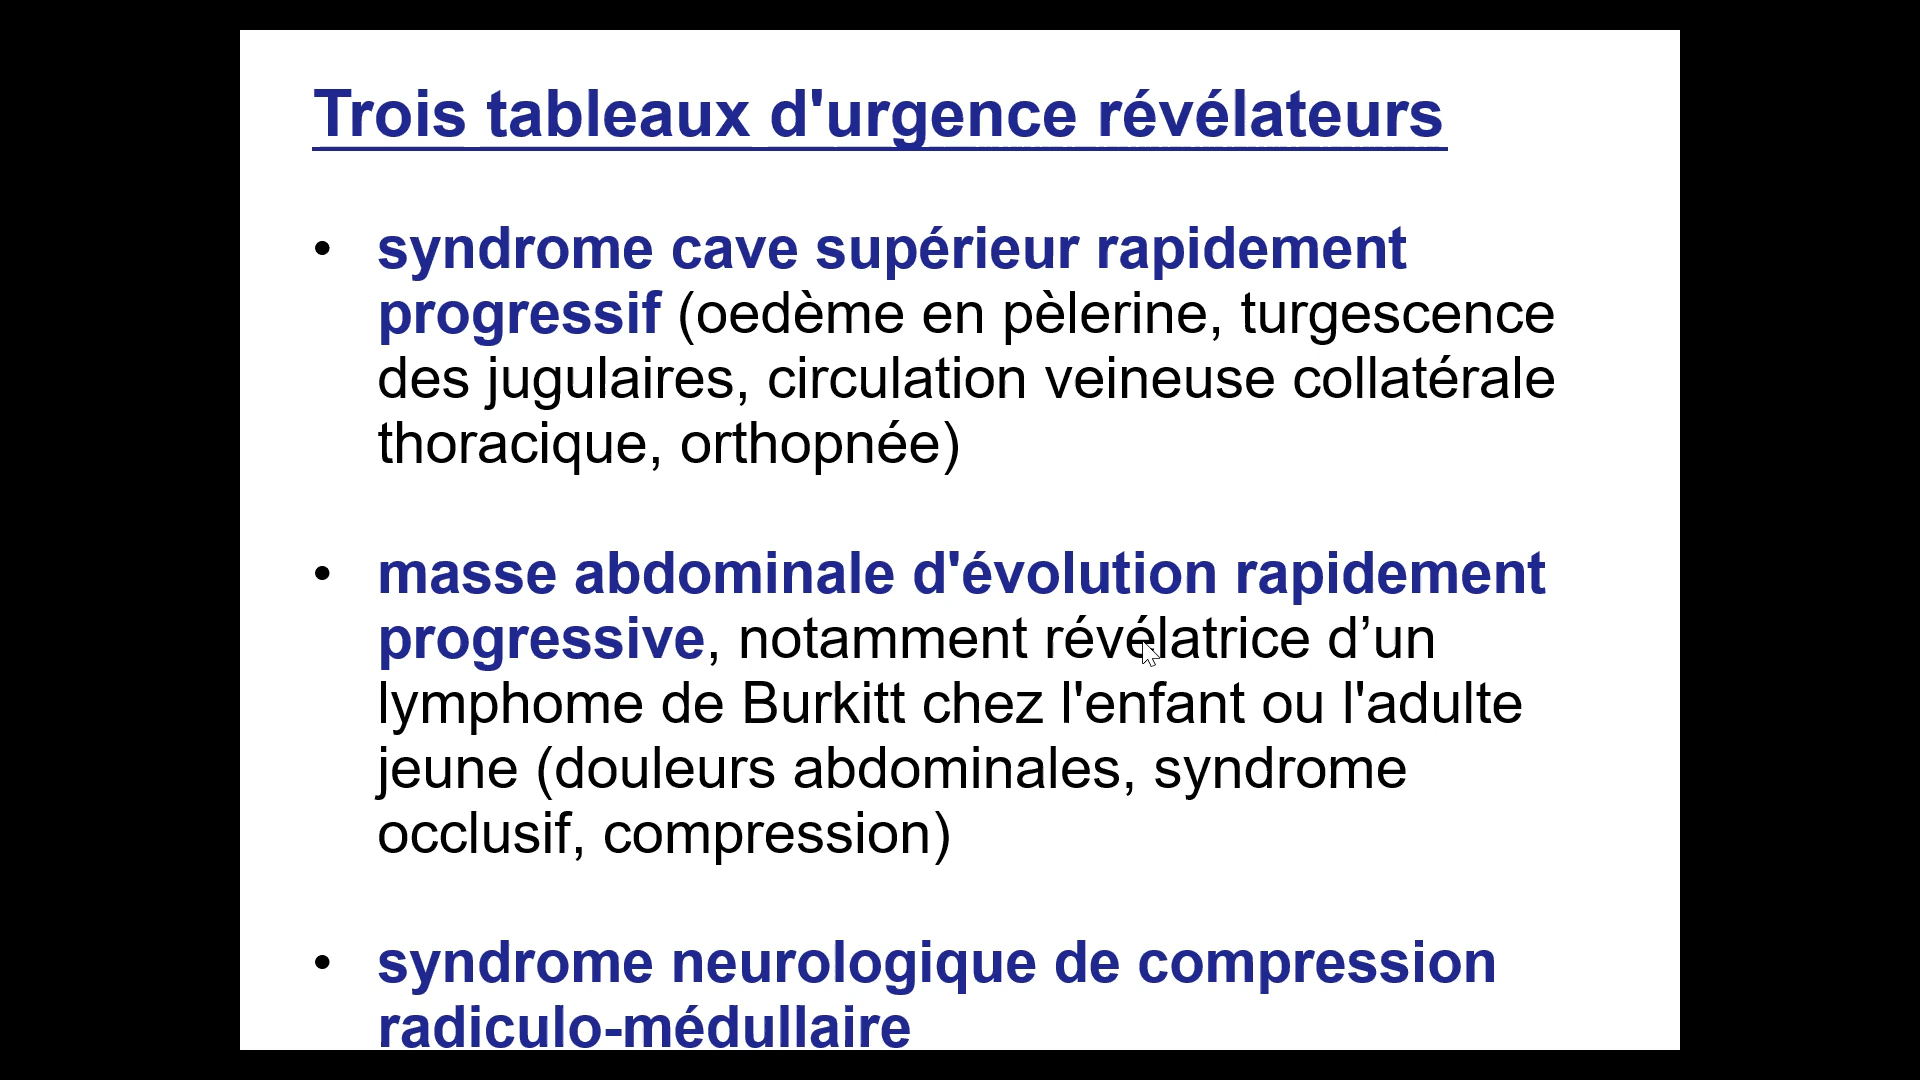 Trois tableaux d'urgence révélateurs
• syndrome cave supérieur rapidement
progressif (oedème en pèlerine, turgescence
des jugulaires, circulation veineuse collatérale
thoracique, orthopnée)
• masse abdominale d'évolution rapidement
progressive, notamment révélatrice d’un
lymphome de Burkitt chez l'enfant ou l'adulte
jeune (douleurs abdominales, syndrome
occlusif, compression)
• syndrome neurologique de compression
radiculo-médullaire